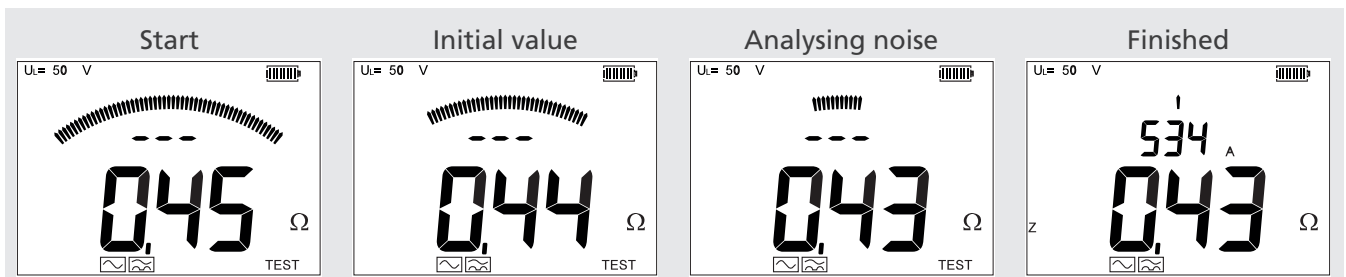 Start
UL= 50 V
---
0.45 Ω
TEST
Initial value
UL= 50 V
---
0.44 Ω
TEST
Analysing noise
UL= 50 V
---
0.43 Ω
TEST
Finished
UL= 50 V
534 A
0.43 Ω
Z